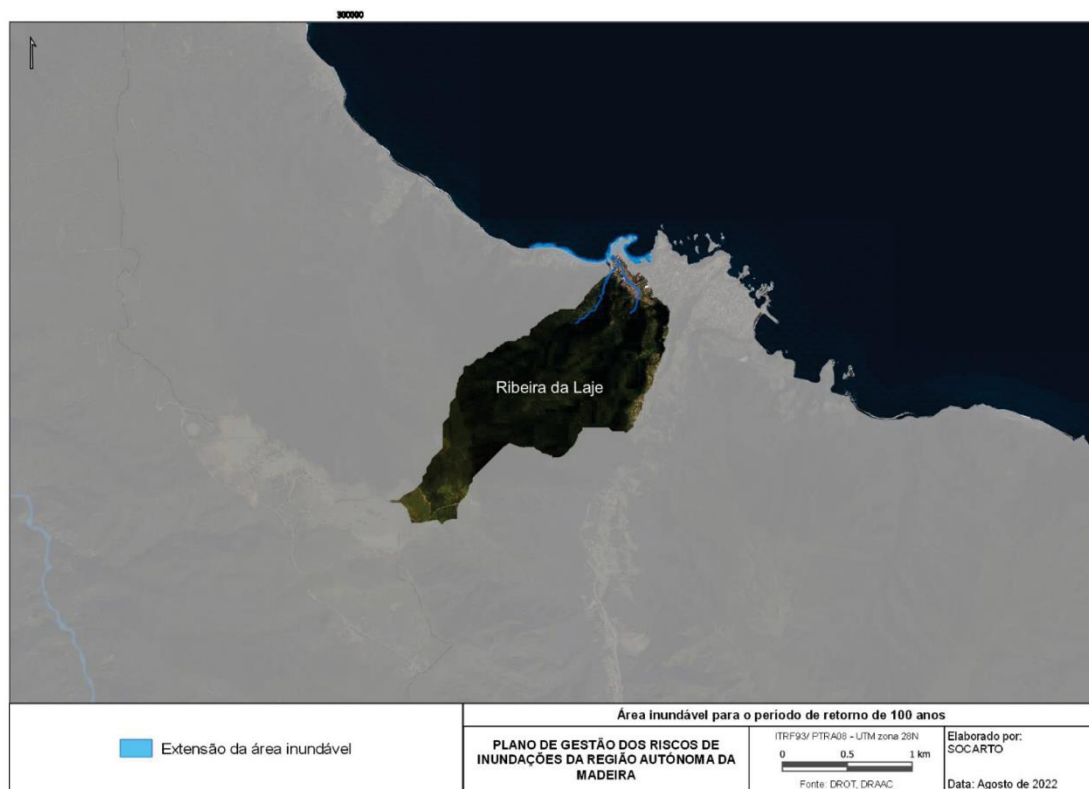 Ribeira da Laje
Extensão da área inundável
Área inundável para o período de retorno de 100 anos
PLANO DE GESTÃO DOS RISCOS DE
INUNDAÇÕES DA REGIÃO AUTÓNOMA DA
MADEIRA
ITRF93/ PTRA08 - UTM zona 28N
0 0.5 1 km
Fonte: DROT, DRAAC
Elaborado por:
SOCARTO
Data: Agosto de 2022